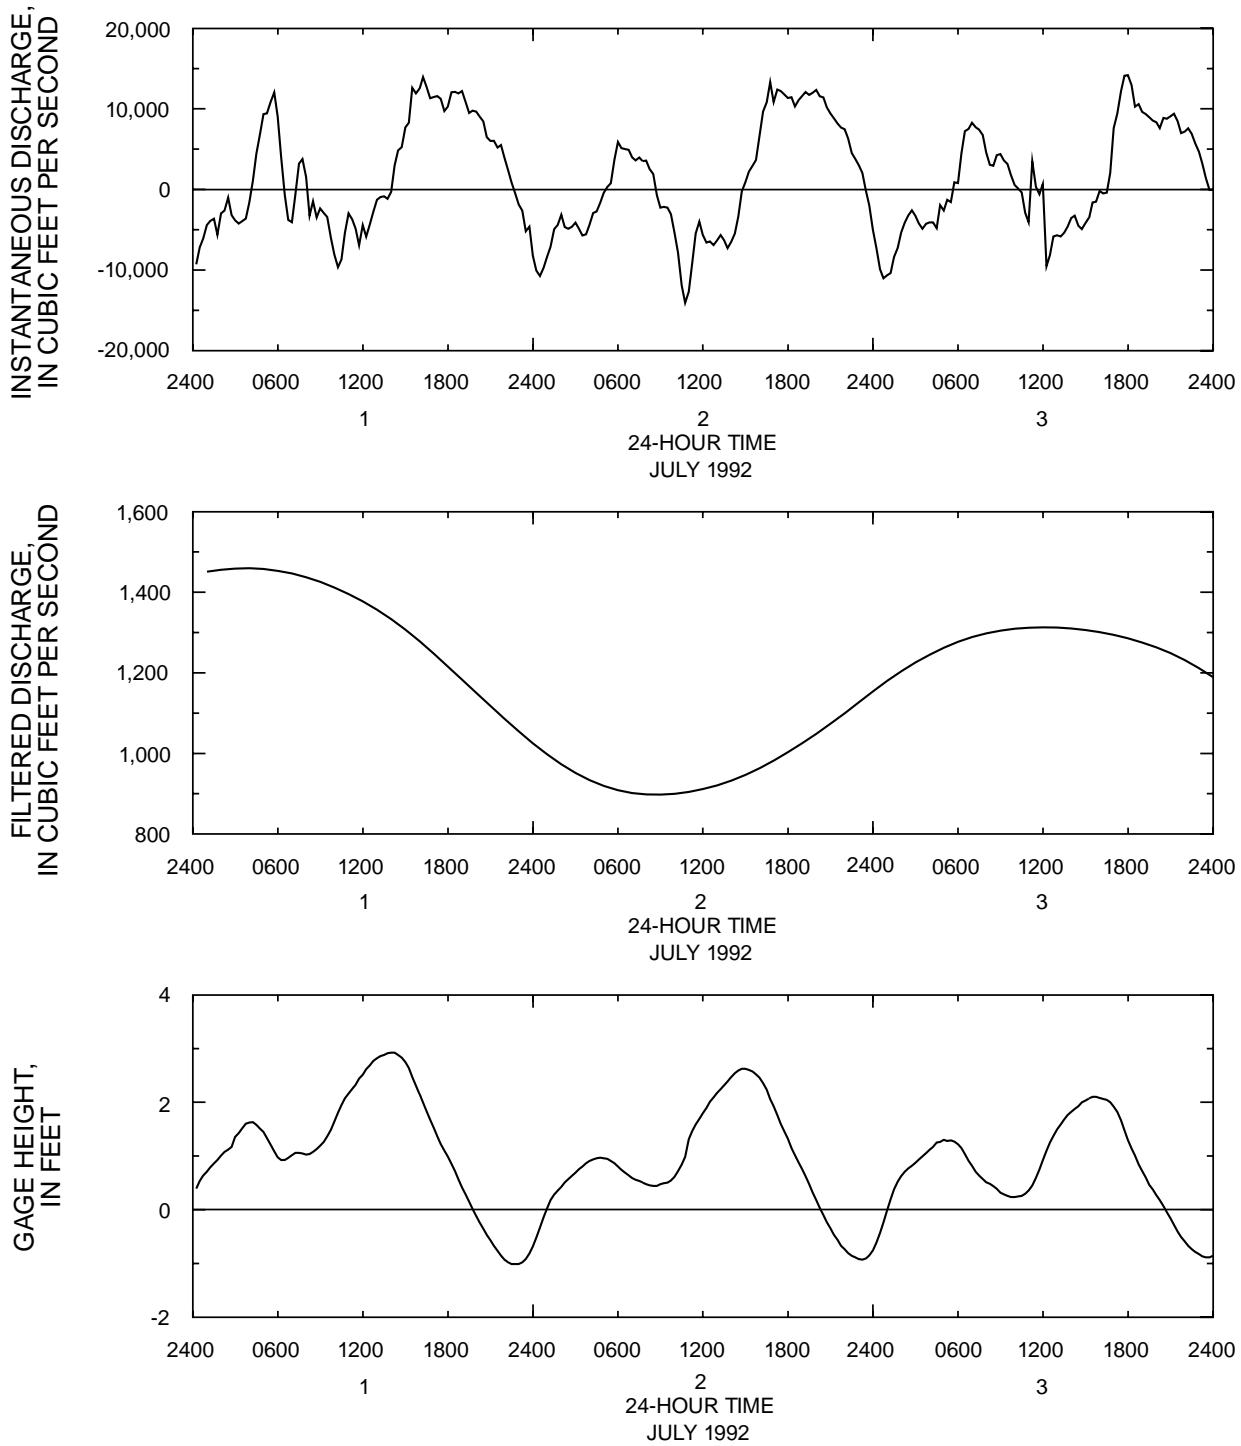 INSTANTANEOUS DISCHARGE,
IN CUBIC FEET PER SECOND
20,000
10,000
0
-10,000
-20,000
2400 0600 1200 1800 2400 0600 1200 1800 2400 0600 1200 1800 2400
1 2 3
24-HOUR TIME
JULY 1992
FILTERED DISCHARGE,
IN CUBIC FEET PER SECOND
1,600
1,400
1,200
1,000
800
2400 0600 1200 1800 2400 0600 1200 1800 2400 0600 1200 1800 2400
1 2 3
24-HOUR TIME
JULY 1992
GAGE HEIGHT,
IN FEET
4
2
0
-2
2400 0600 1200 1800 2400 0600 1200 1800 2400 0600 1200 1800 2400
1 2 3
24-HOUR TIME
JULY 1992